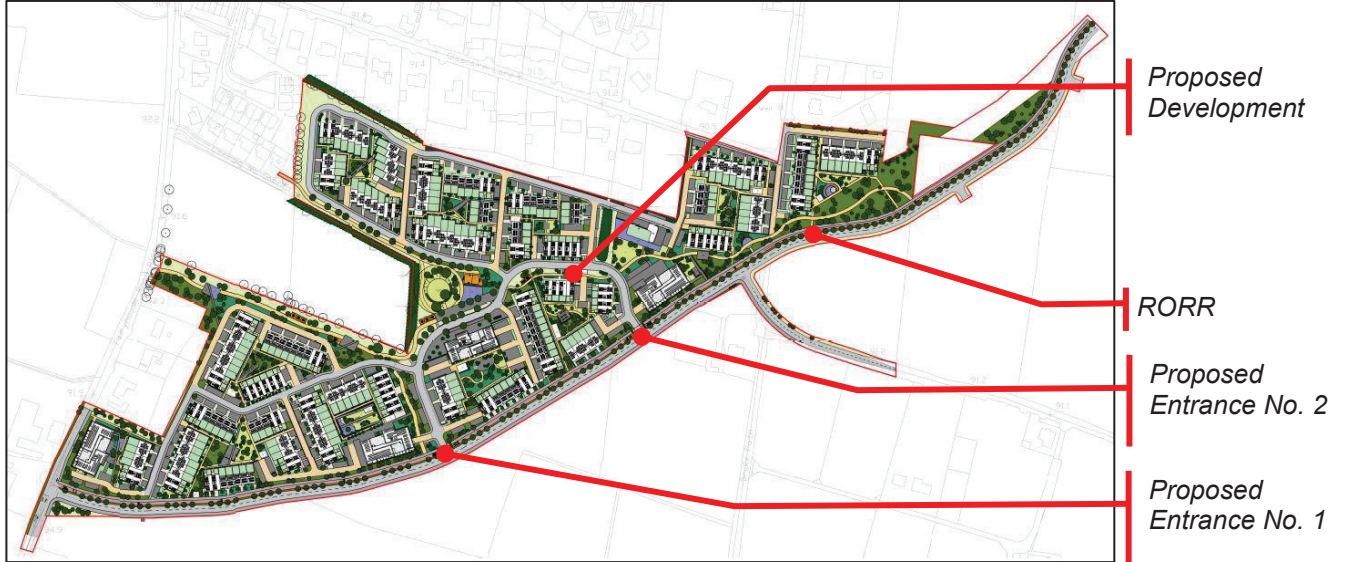 Proposed
Development
RORR
Proposed
Entrance No. 2
Proposed
Entrance No. 1